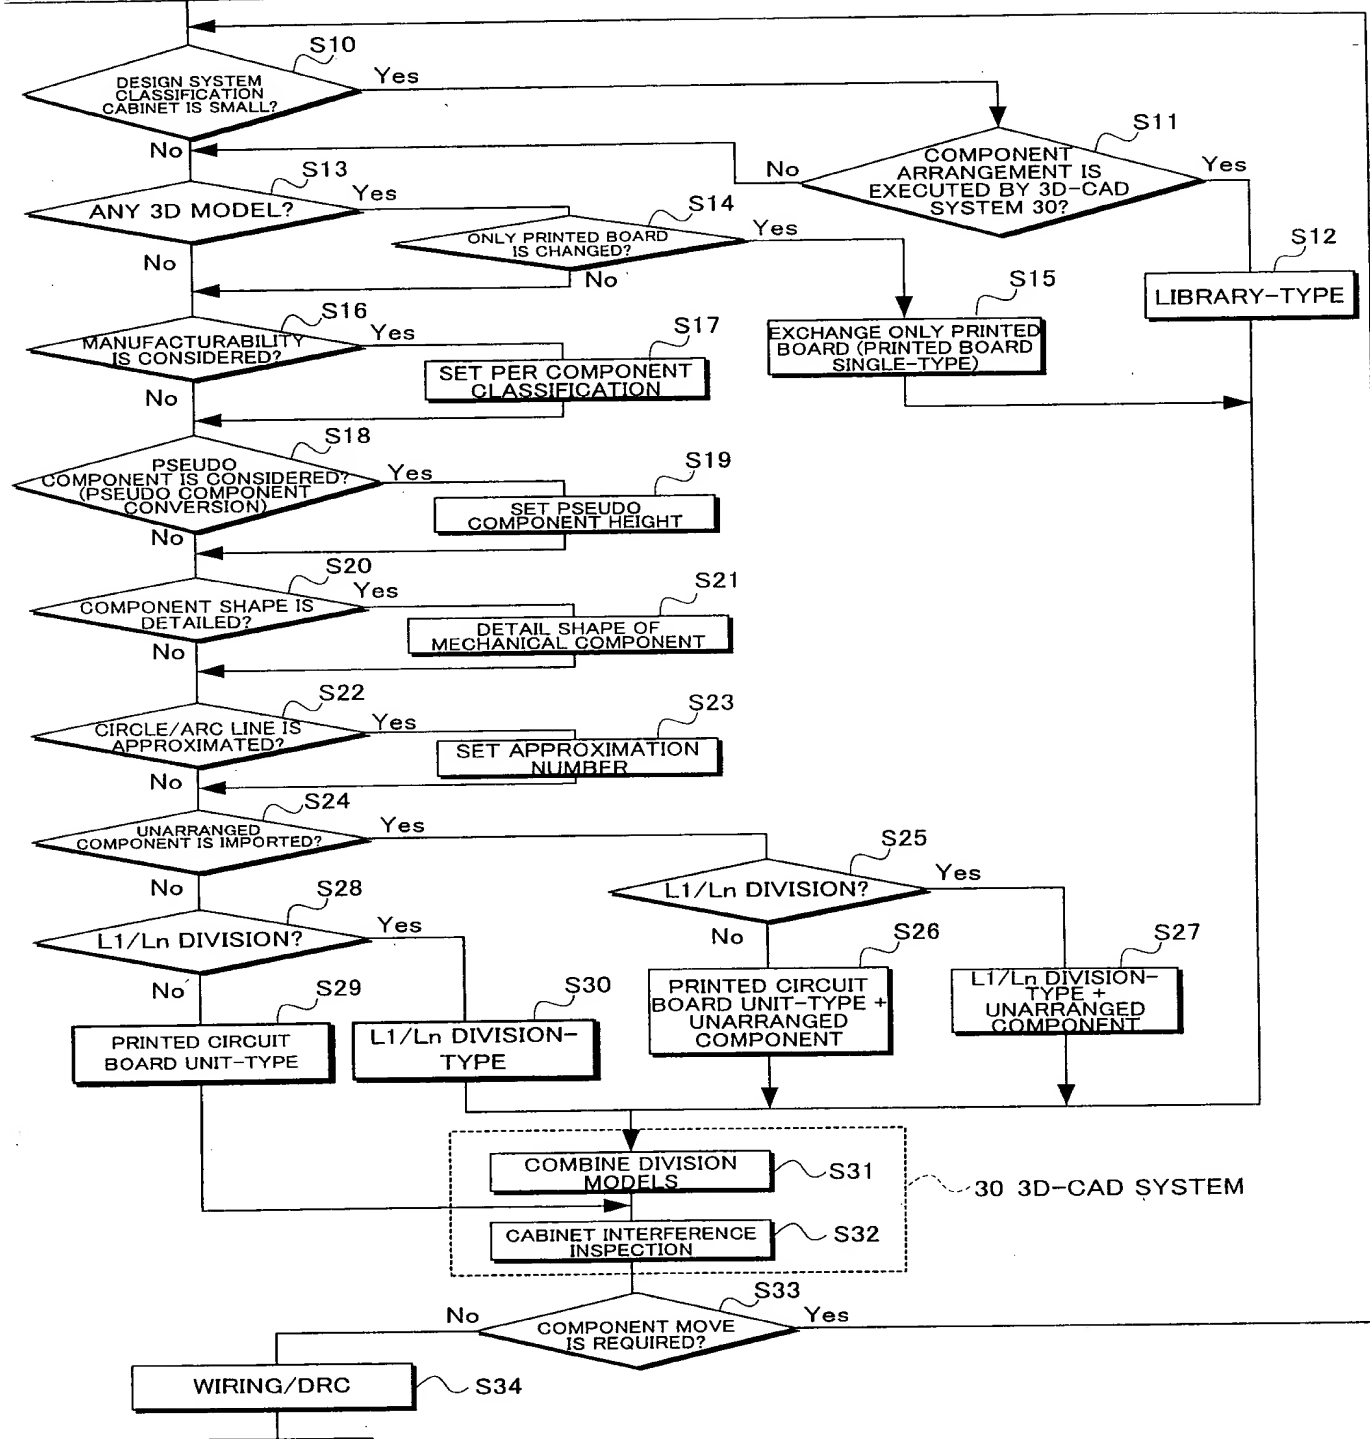 S10
DESIGN SYSTEM
CLASSIFICATION
CABINET IS SMALL?
Yes
No
S11
COMPONENT
ARRANGEMENT IS
EXECUTED BY 3D-CAD
SYSTEM 30?
No
Yes
S12
LIBRARY-TYPE
S13
ANY 3D MODEL?
Yes
No
S14
ONLY PRINTED BOARD
IS CHANGED?
Yes
No
S15
EXCHANGE ONLY PRINTED
BOARD (PRINTED BOARD
SINGLE-TYPE)
S16
MANUFACTURABILITY
IS CONSIDERED?
Yes
No
S17
SET PER COMPONENT
CLASSIFICATION
S18
PSEUDO
COMPONENT IS CONSIDERED?
(PSEUDO COMPONENT
CONVERSION)
Yes
No
S19
SET PSEUDO
COMPONENT HEIGHT
S20
COMPONENT SHAPE IS
DETAILED?
Yes
No
S21
DETAIL SHAPE OF
MECHANICAL COMPONENT
S22
CIRCLE/ARC LINE IS
APPROXIMATED?
Yes
No
S23
SET APPROXIMATION
NUMBER
S24
UNARRANGED
COMPONENT IS IMPORTED?
Yes
No
S25
L1/Ln DIVISION?
Yes
No
S26
PRINTED CIRCUIT
BOARD UNIT-TYPE +
UNARRANGED
COMPONENT
S27
L1/Ln DIVISION-
TYPE +
UNARRANGED
COMPONENT
S28
L1/Ln DIVISION?
Yes
No
S29
PRINTED CIRCUIT
BOARD UNIT-TYPE
S30
L1/Ln DIVISION-
TYPE
COMBINE DIVISION
MODELS
S31
30 3D-CAD SYSTEM
CABINET INTERFERENCE
INSPECTION
S32
S33
COMPONENT MOVE
IS REQUIRED?
No
Yes
WIRING/DRC
S34